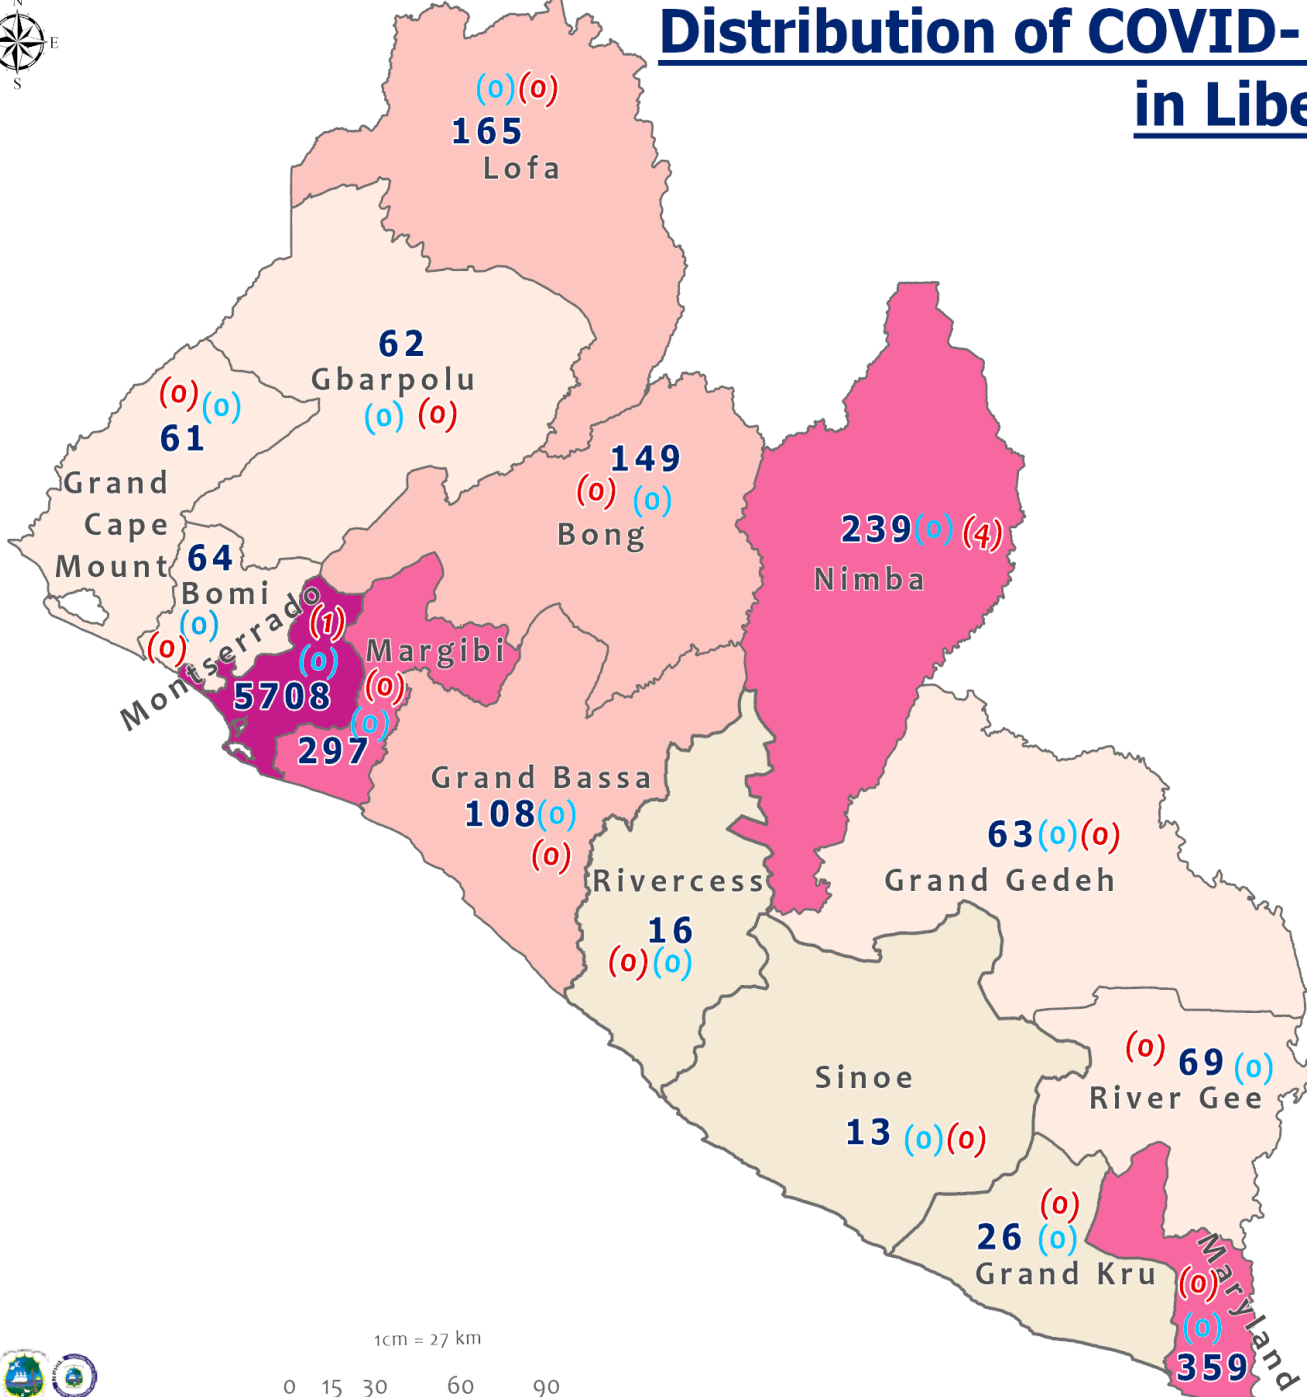 N
E
S
Distribution of COVID-
in Libe
(0)(0)
165
Lofa
62
Gbarpolu
(0) (0)
(0) (0)
61
Grand
Cape
Mount
149
(0) (0)
Bong
239(0) (4)
Nimba
64
Bomi
(0)
(0)
Montserrado
(1)
(0)
5708
Margibi
(0)
(0)
297
Grand Bassa
108(0)
(0)
Rivercess
16
(0)(0)
63(0)(0)
Grand Gedeh
(0) 69 (0)
River Gee
Sinoe
13 (0)(0)
(0)
26 (0)
Grand Kru
Maryland
(0)
(0)
359
1cm = 27 km
0 15 30 60 90